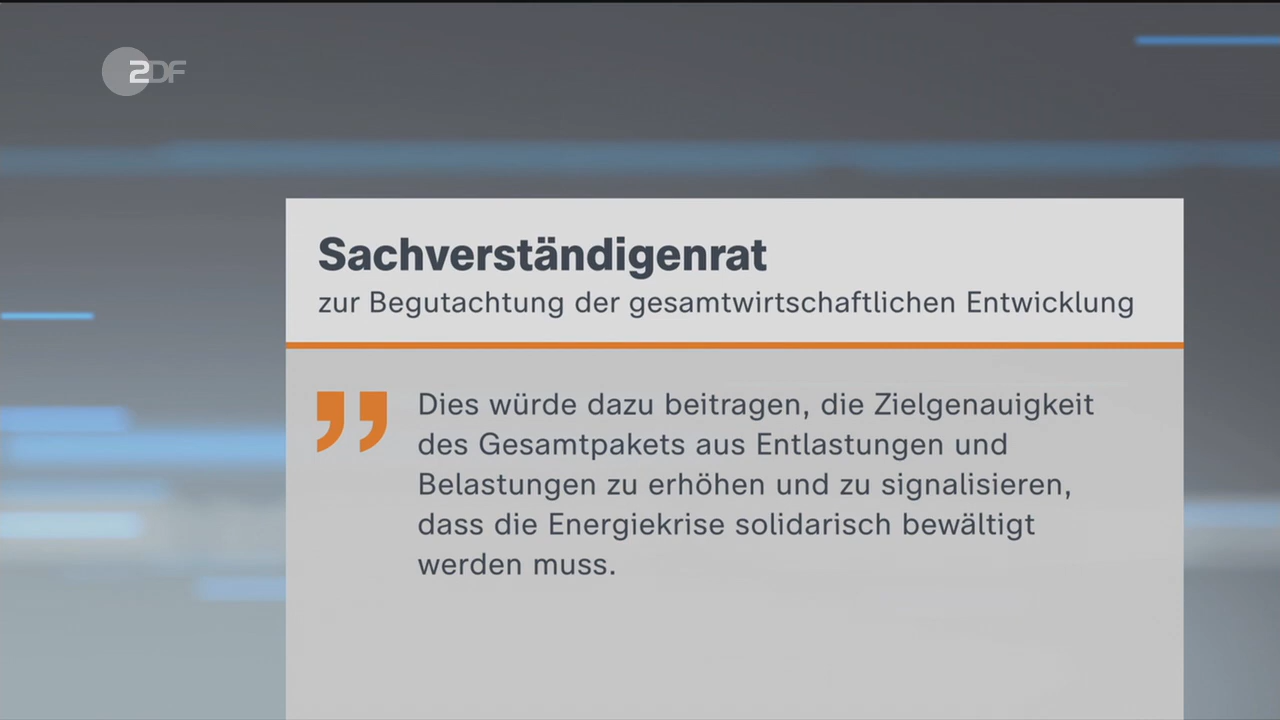 ZDF
Sachverständigenrat
zur Begutachtung der gesamtwirtschaftlichen Entwicklung
Dies würde dazu beitragen, die Zielgenauigkeit
des Gesamtpakets aus Entlastungen und
Belastungen zu erhöhen und zu signalisieren,
dass die Energiekrise solidarisch bewältigt
werden muss.